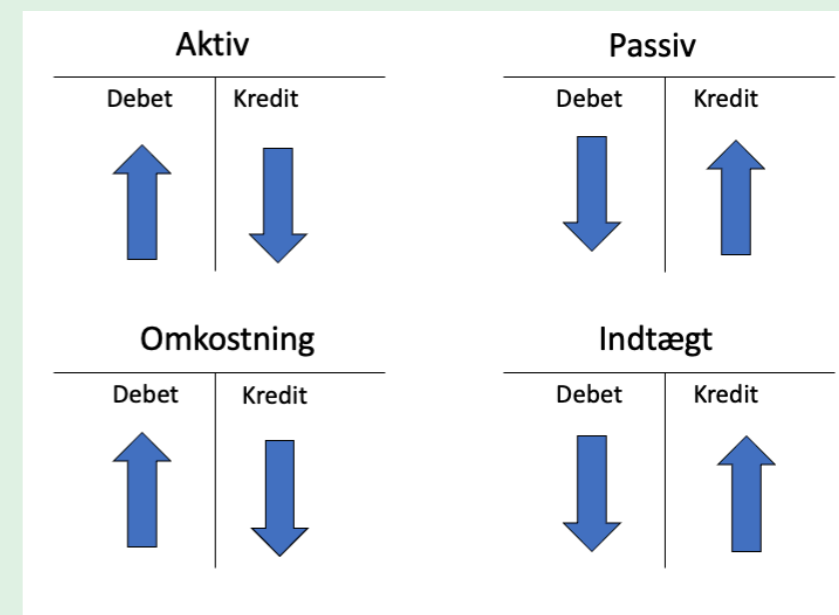 Aktiv
Debet Kredit
Passiv
Debet Kredit
Omkostning
Debet Kredit
Indtægt
Debet Kredit